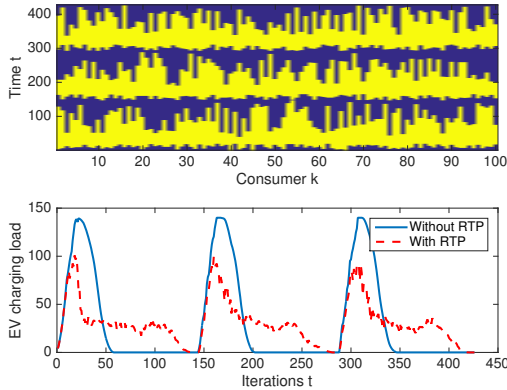 400
300
200
100
Time t
10 20 30 40 50 60 70 80 90 100
Consumer k
150
100
50
0
EV charging load
Without RTP
With RTP
0 50 100 150 200 250 300 350 400 450
Iterations t